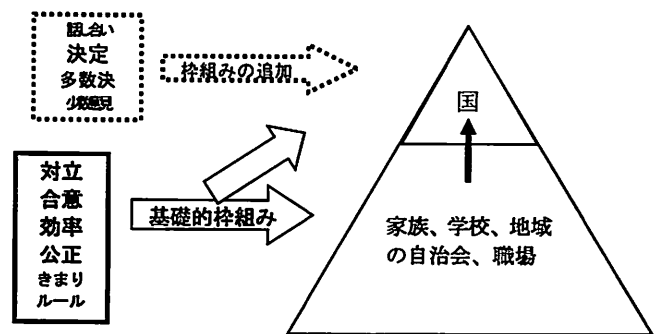 話し合い
決定
多数決
少数意見
枠組みの追加
国
対立
合意
効率
公正
きまり
ルール
基礎的枠組み
家族、学校、地域
の自治会、職場